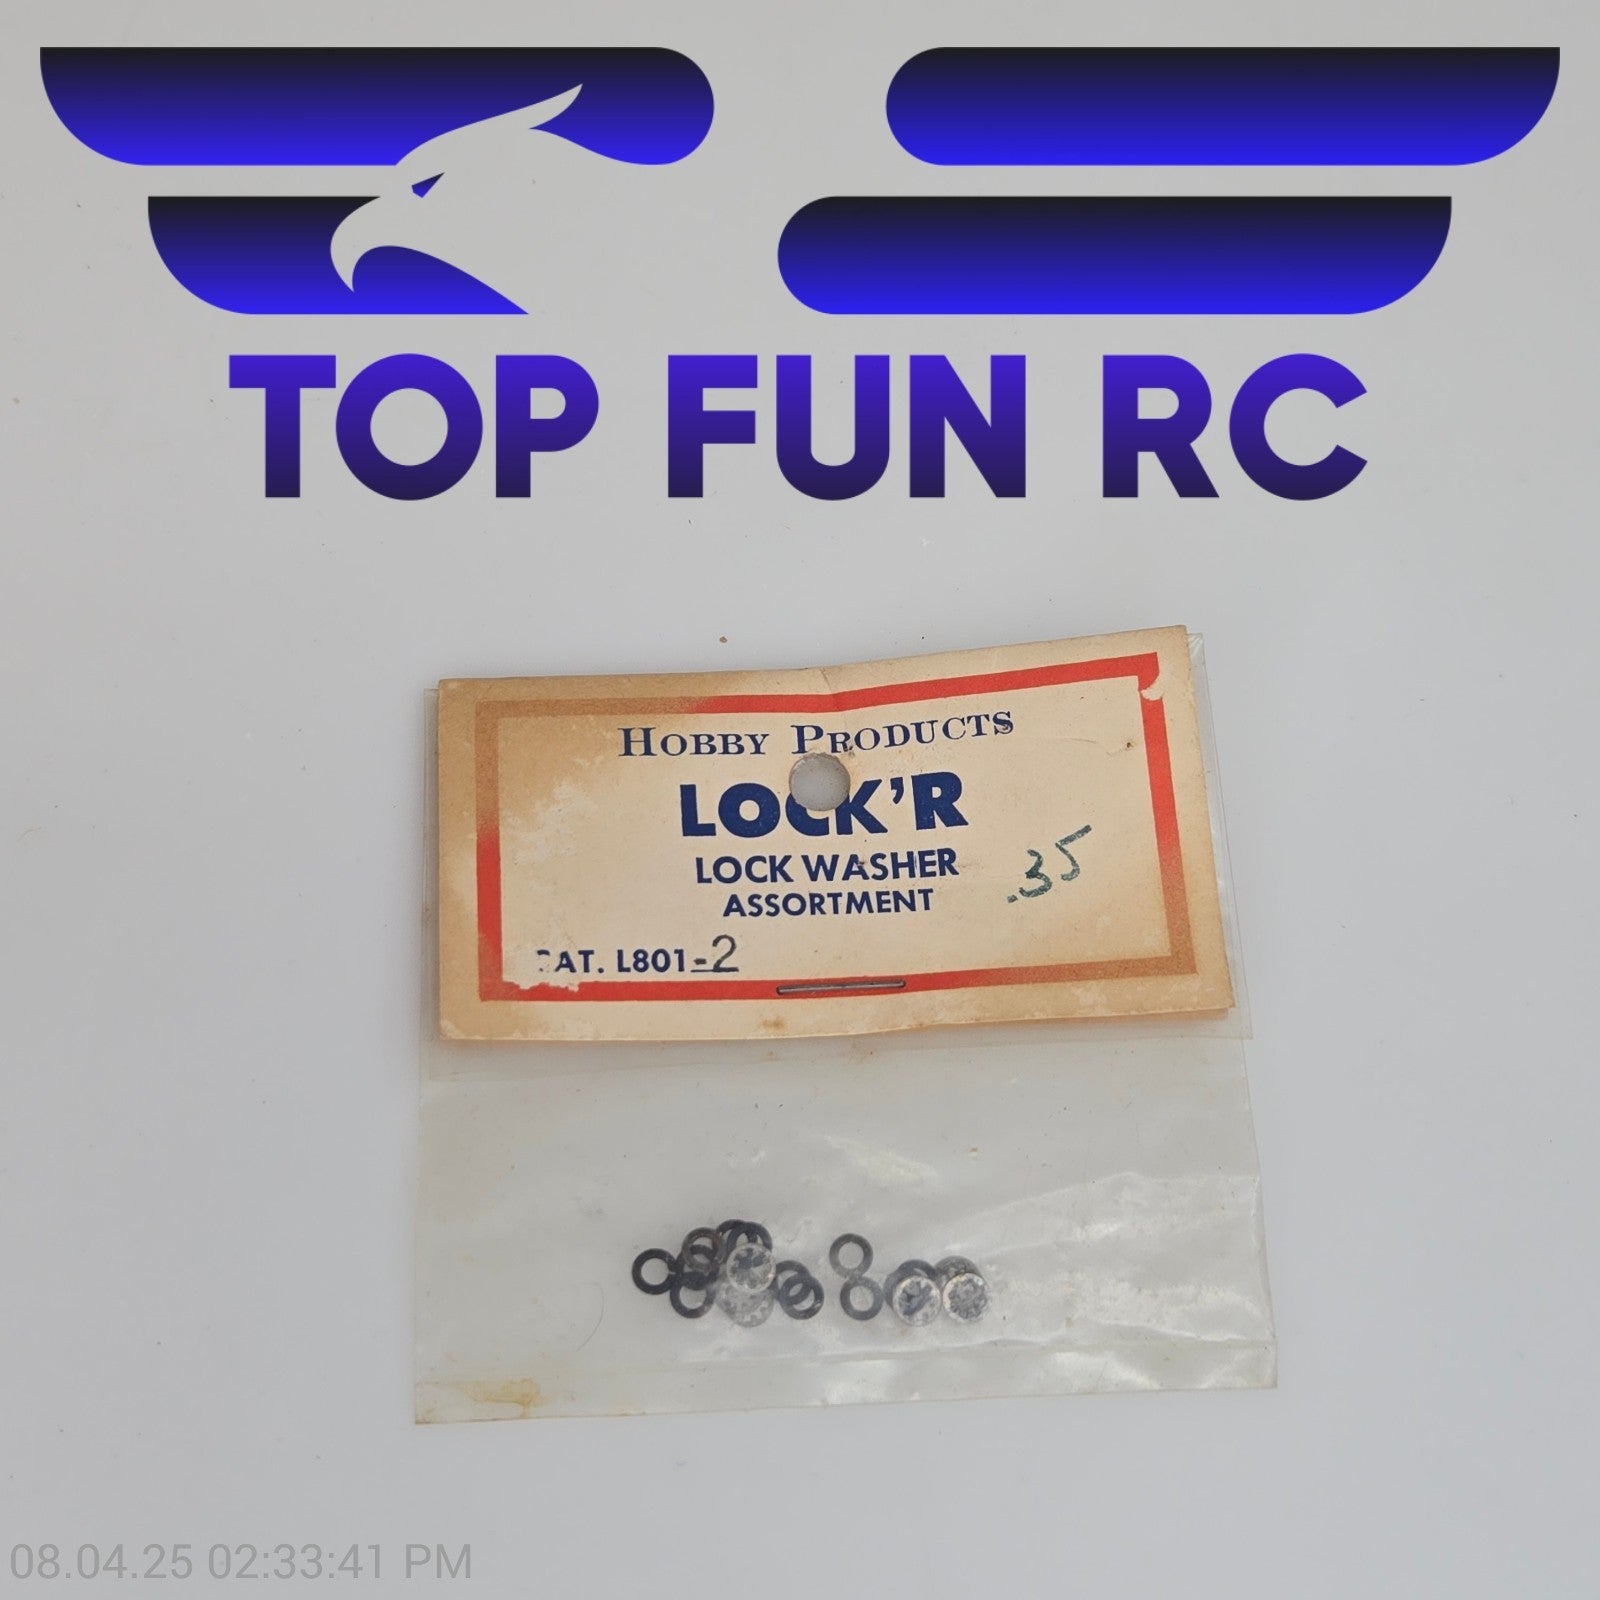 TOP FUN RC
HOBBY PRODUCTS
LOCK'R
LOCK WASHER
ASSORTMENT
.35
CAT. L801-2
08.04.25 02:33:41 PM